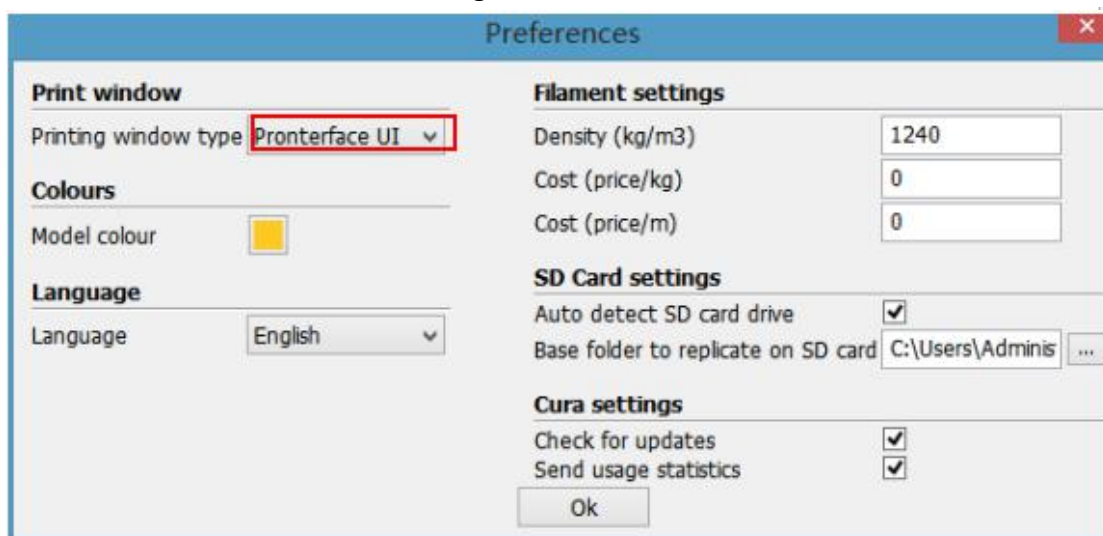 Preferences
Print window
Printing window type Pronterface UI
Colours
Model colour
Language
Language English
Filament settings
Density (kg/m3) 1240
Cost (price/kg) 0
Cost (price/m) 0
SD Card settings
Auto detect SD card drive
Base folder to replicate on SD card C:\Users\Adminis ...
Cura settings
Check for updates
Send usage statistics
Ok